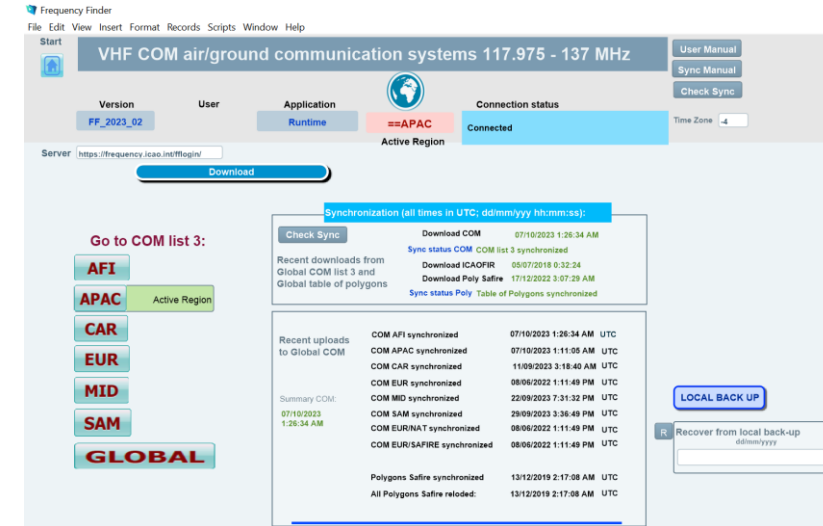 Frequency Finder
File Edit View Insert Format Records Scripts Window Help
Start
VHF COM air/ground communication systems 117.975 - 137 MHz
User Manual
Sync Manual
Check Sync
Version User Application Connection status
FF_2023_02 Runtime ==APAC Connected
Time Zone -4
Active Region
Server https://frequency.icao.int/fflogin/
Download
Synchronization (all times in UTC; dd/mm/yyy hh:mm:ss):
Check Sync
Download COM 07/10/2023 1:26:34 AM
Sync status COM COM list 3 synchronized
Recent downloads from
Global COM list 3 and
Global table of polygons
Download ICAOFIR 05/07/2018 0:32:24
Download Poly Safire 17/12/2022 3:07:29 AM
Sync status Poly Table of Polygons synchronized
Go to COM list 3:
AFI
APAC Active Region
CAR
EUR
MID
SAM
GLOBAL
Recent uploads
to Global COM
Summary COM:
07/10/2023
1:26:34 AM
COM AFI synchronized 07/10/2023 1:26:34 AM UTC
COM APAC synchronized 07/10/2023 1:11:05 AM UTC
COM CAR synchronized 11/09/2023 3:18:40 AM UTC
COM EUR synchronized 08/06/2022 1:11:49 PM UTC
COM MID synchronized 22/09/2023 7:31:32 PM UTC
COM SAM synchronized 29/09/2023 3:36:49 PM UTC
COM EUR/NAT synchronized 08/06/2022 1:11:49 PM UTC
COM EUR/SAFIRE synchronized 08/06/2022 1:11:49 PM UTC
Polygons Safire synchronized 13/12/2019 2:17:08 AM UTC
All Polygons Safire reloded: 13/12/2019 2:17:08 AM UTC
LOCAL BACK UP
R Recover from local back-up
dd/mm/yyyy